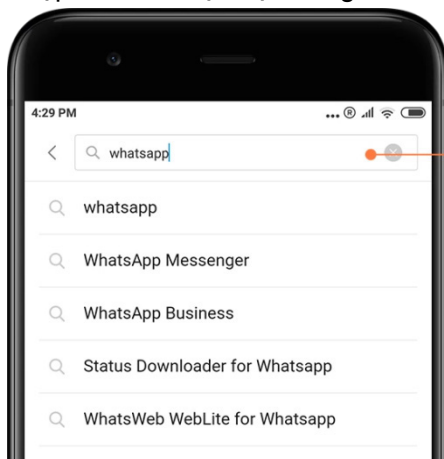 4:29 PM
whatsapp
whatsapp
WhatsApp Messenger
WhatsApp Business
Status Downloader for Whatsapp
WhatsWeb WebLite for Whatsapp